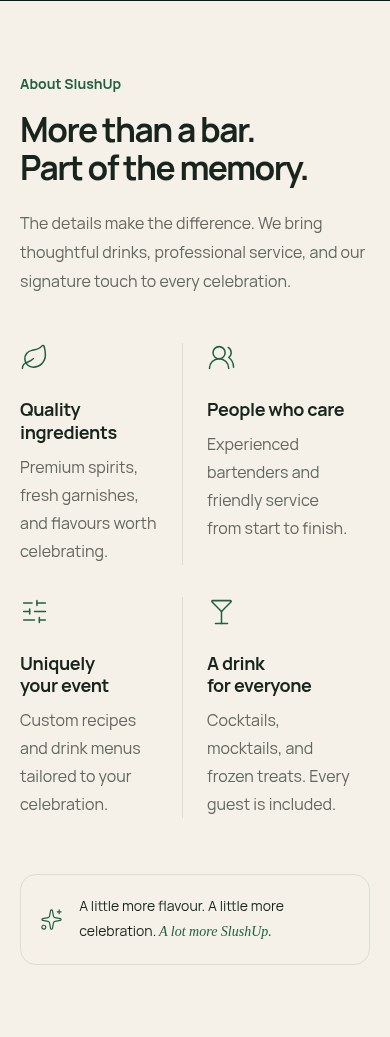 About SlushUp
More than a bar.
Part of the memory.
The details make the difference. We bring
thoughtful drinks, professional service, and our
signature touch to every celebration.
Quality
ingredients
Premium spirits,
fresh garnishes,
and flavours worth
celebrating.
People who care
Experienced
bartenders and
friendly service
from start to finish.
Uniquely
your event
Custom recipes
and drink menus
tailored to your
celebration.
A drink
for everyone
Cocktails,
mocktails, and
frozen treats. Every
guest is included.
A little more flavour. A little more
celebration. A lot more SlushUp.